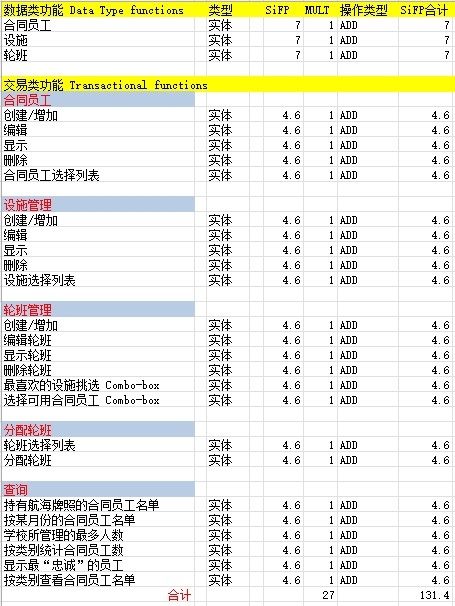 数据类功能 Data Type functions 类型 SiFP MULT 操作类型 SiFP合计
合同员工 实体 7 1 ADD 7
设施 实体 7 1 ADD 7
轮班 实体 7 1 ADD 7
交易类功能 Transactional functions
合同员工
创建/增加 实体 4.6 1 ADD 4.6
编辑 实体 4.6 1 ADD 4.6
显示 实体 4.6 1 ADD 4.6
删除 实体 4.6 1 ADD 4.6
合同员工选择列表 实体 4.6 1 ADD 4.6
设施管理
创建/增加 实体 4.6 1 ADD 4.6
编辑 实体 4.6 1 ADD 4.6
显示 实体 4.6 1 ADD 4.6
删除 实体 4.6 1 ADD 4.6
设施选择列表 实体 4.6 1 ADD 4.6
轮班管理
创建/增加 实体 4.6 1 ADD 4.6
编辑轮班 实体 4.6 1 ADD 4.6
显示轮班 实体 4.6 1 ADD 4.6
删除轮班 实体 4.6 1 ADD 4.6
最喜欢的设施挑选 Combo-box 实体 4.6 1 ADD 4.6
选择可用合同员工 Combo-box 实体 4.6 1 ADD 4.6
分配轮班
轮班选择列表 实体 4.6 1 ADD 4.6
分配轮班 实体 4.6 1 ADD 4.6
查询
持有航海牌照的合同员工名单 实体 4.6 1 ADD 4.6
按某月份的合同员工名单 实体 4.6 1 ADD 4.6
学校所管理的最多人数 实体 4.6 1 ADD 4.6
按类别统计合同员工数 实体 4.6 1 ADD 4.6
显示最“忠诚”的员工 实体 4.6 1 ADD 4.6
按类别查看合同员工名单 实体 4.6 1 ADD 4.6
合计 27 131.4